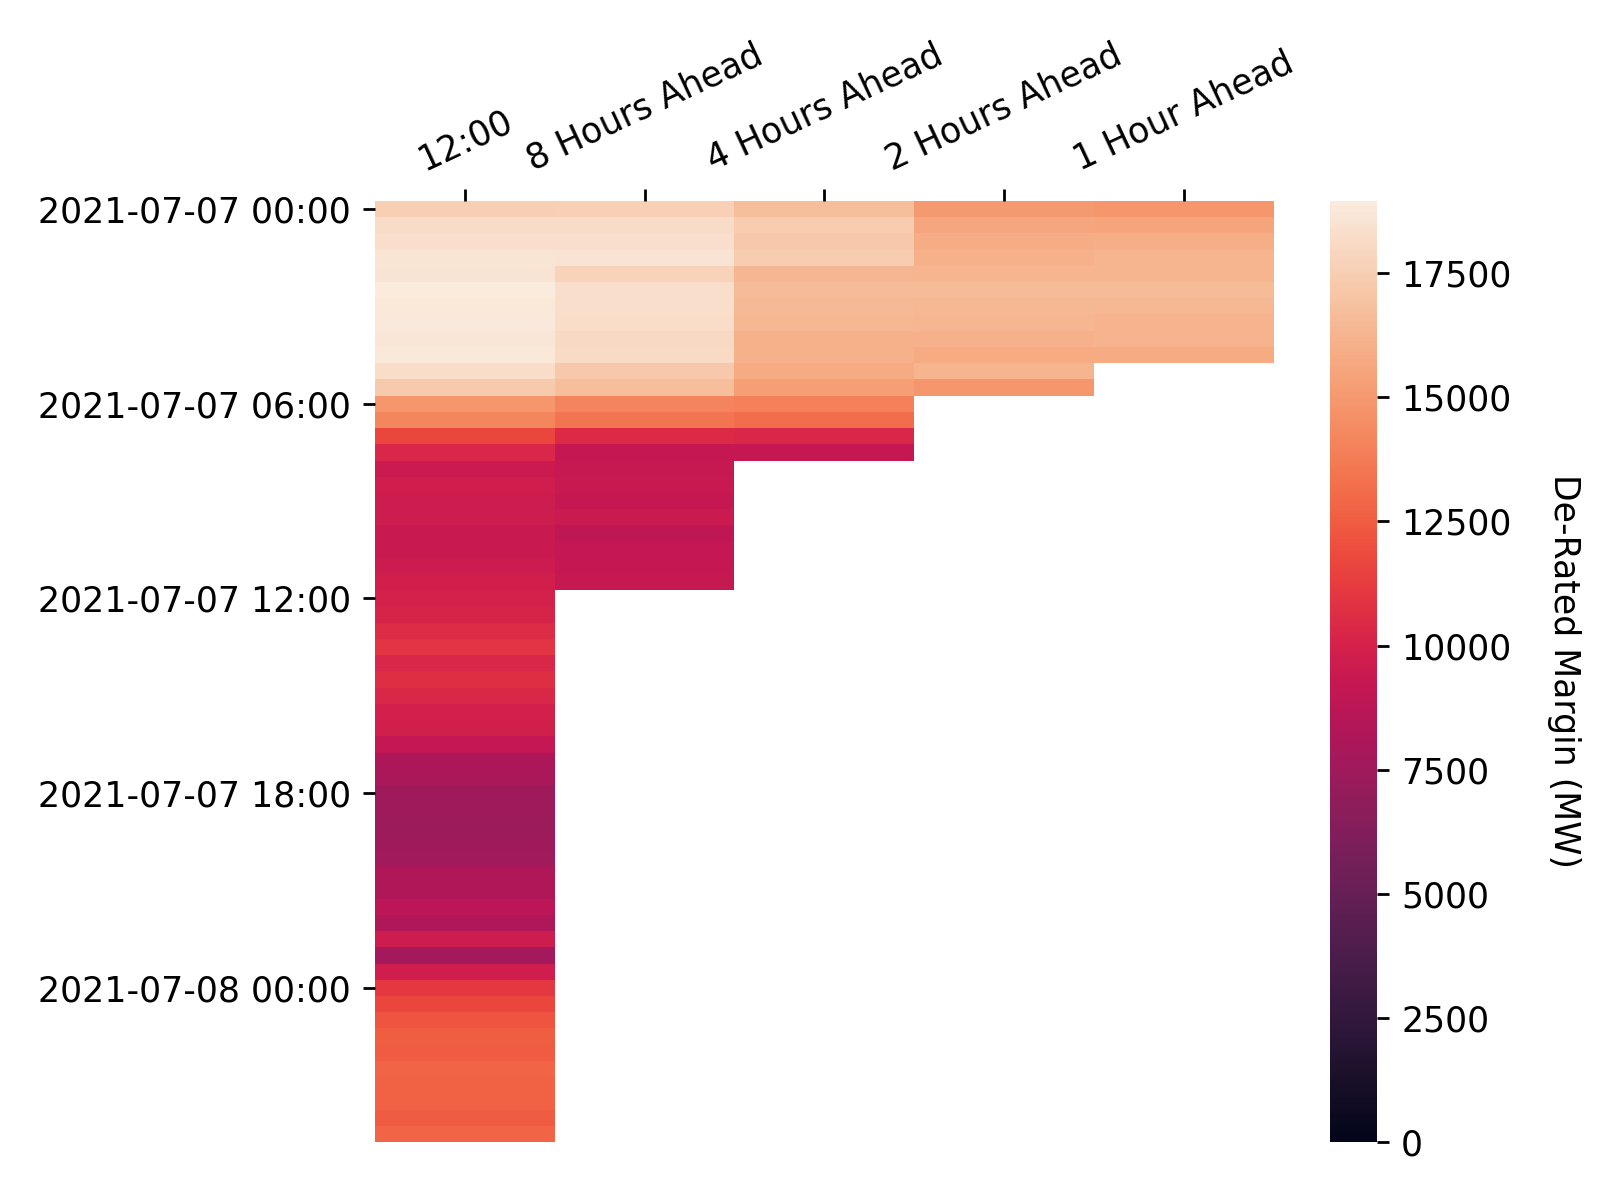 12:00
8 Hours Ahead
4 Hours Ahead
2 Hours Ahead
1 Hour Ahead
2021-07-07 00:00
2021-07-07 06:00
2021-07-07 12:00
2021-07-07 18:00
2021-07-08 00:00
17500
15000
12500
10000
7500
5000
2500
0
De-Rated Margin (MW)